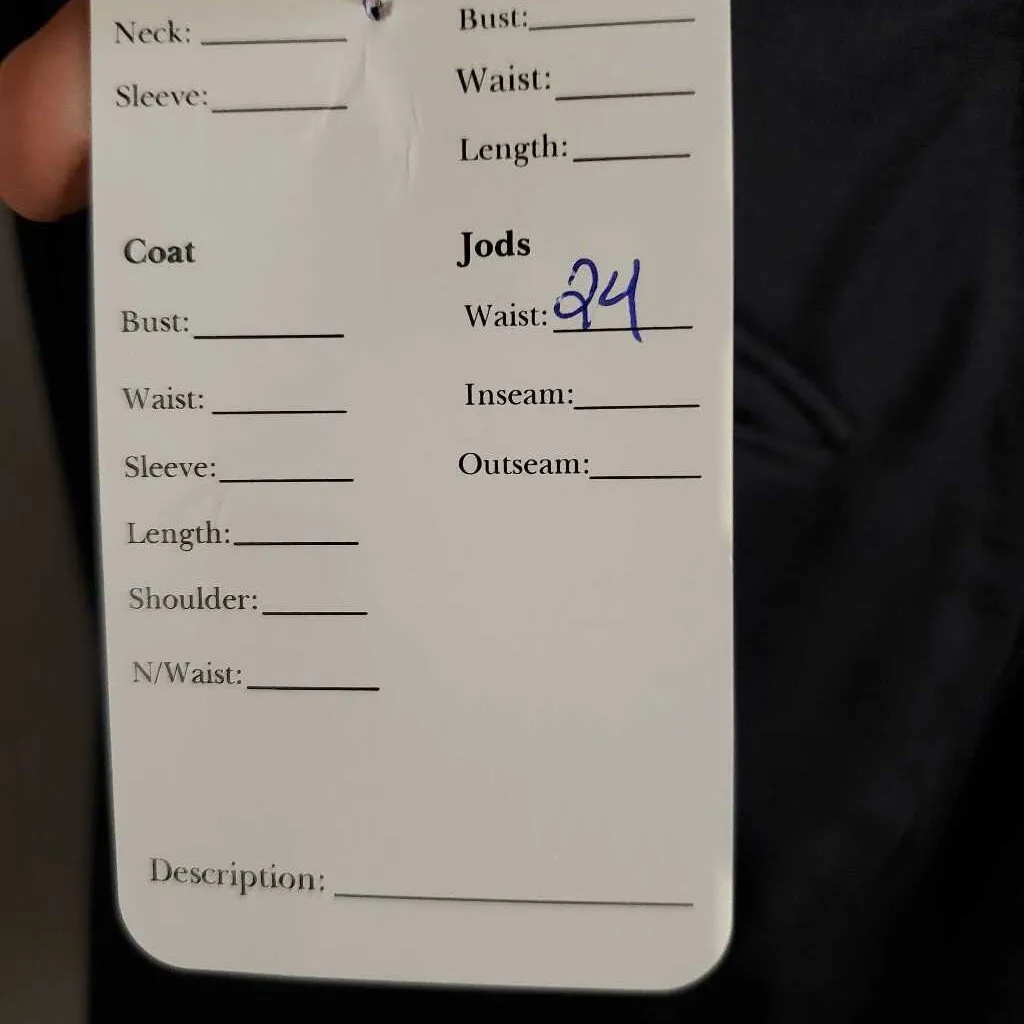 Neck:
Sleeve:
Bust:
Waist:
Length:
Coat
Bust:
Waist:
Sleeve:
Length:
Shoulder:
N/Waist:
Jods
Waist: 24
Inseam:
Outseam:
Description: